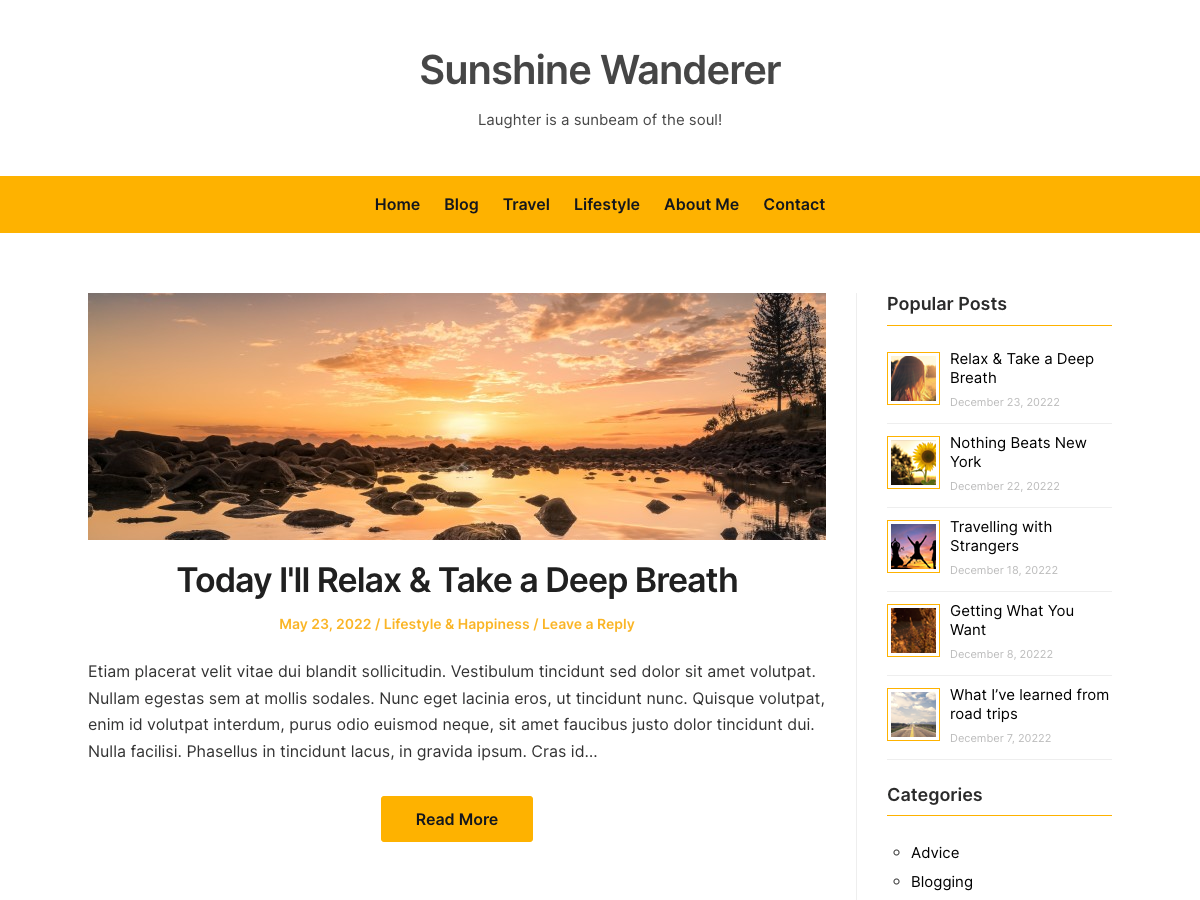 Sunshine Wanderer
Laughter is a sunbeam of the soul!
Home Blog Travel Lifestyle About Me Contact
Today I'll Relax & Take a Deep Breath
May 23, 2022 / Lifestyle & Happiness / Leave a Reply
Etiam placerat velit vitae dui blandit sollicitudin. Vestibulum tincidunt sed dolor sit amet volutpat.
Nullam egestas sem at mollis sodales. Nunc eget lacinia eros, ut tincidunt nunc. Quisque volutpat,
enim id volutpat interdum, purus odio euismod neque, sit amet faucibus justo dolor tincidunt dui.
Nulla facilisi. Phasellus in tincidunt lacus, in gravida ipsum. Cras id...
Read More
Popular Posts
Relax & Take a Deep
Breath
December 23, 20222
Nothing Beats New
York
December 22, 20222
Travelling with
Strangers
December 18, 20222
Getting What You
Want
December 8, 20222
What I’ve learned from
road trips
December 7, 20222
Categories
Advice
Blogging